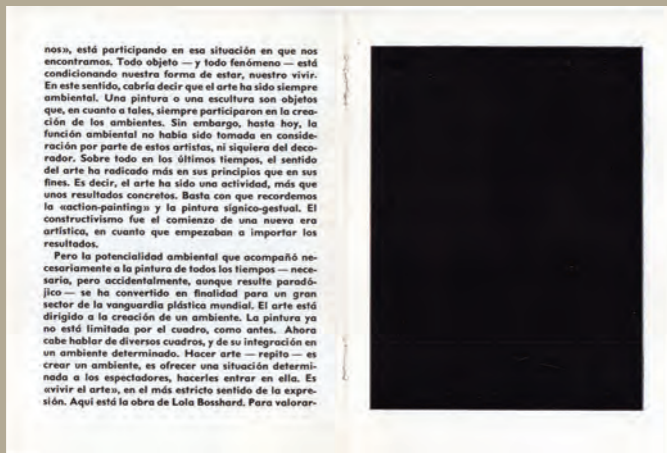 nos», está participando en esa situación en que nos
encontramos. Todo objeto — y todo fenómeno — está
condicionando nuestra forma de estar, nuestro vivir.
En este sentido, cabría decir que el arte ha sido siempre
ambiental. Una pintura o una escultura son objetos
que, en cuanto a tales, siempre participaron en la crea-
ción de los ambientes. Sin embargo, hasta hoy, la
función ambiental no había sido tomada en conside-
ración por parte de estos artistas, ni siquiera del deco-
rador. Sobre todo en los últimos tiempos, el sentido
del arte ha radicado más en sus principios que en sus
fines. Es decir, el arte ha sido una actividad, más que
unos resultados concretos. Basta con que recordemos
la «action-painting» y la pintura sígnico-gestual. El
constructivismo fue el comienzo de una nueva era
artística, en cuanto que empezaban a importar los
resultados.
Pero la potencialidad ambiental que acompañó ne-
cesariamente a la pintura de todos los tiempos — nece-
saria, pero accidentalmente, aunque resulte paradó-
jico — se ha convertido en finalidad para un gran
sector de la vanguardia plástica mundial. El arte está
dirigido a la creación de un ambiente. La pintura ya
no está limitada por el cuadro, como antes. Ahora
cabe hablar de diversos cuadros, y de su integración en
un ambiente determinado. Hacer arte — repito — es
crear un ambiente, es ofrecer una situación determi-
nada a los espectadores, hacerles entrar en ella. Es
«vivir el arte», en el más estricto sentido de la expre-
sión. Aquí está la obra de Lola Bosshard. Para valorar-